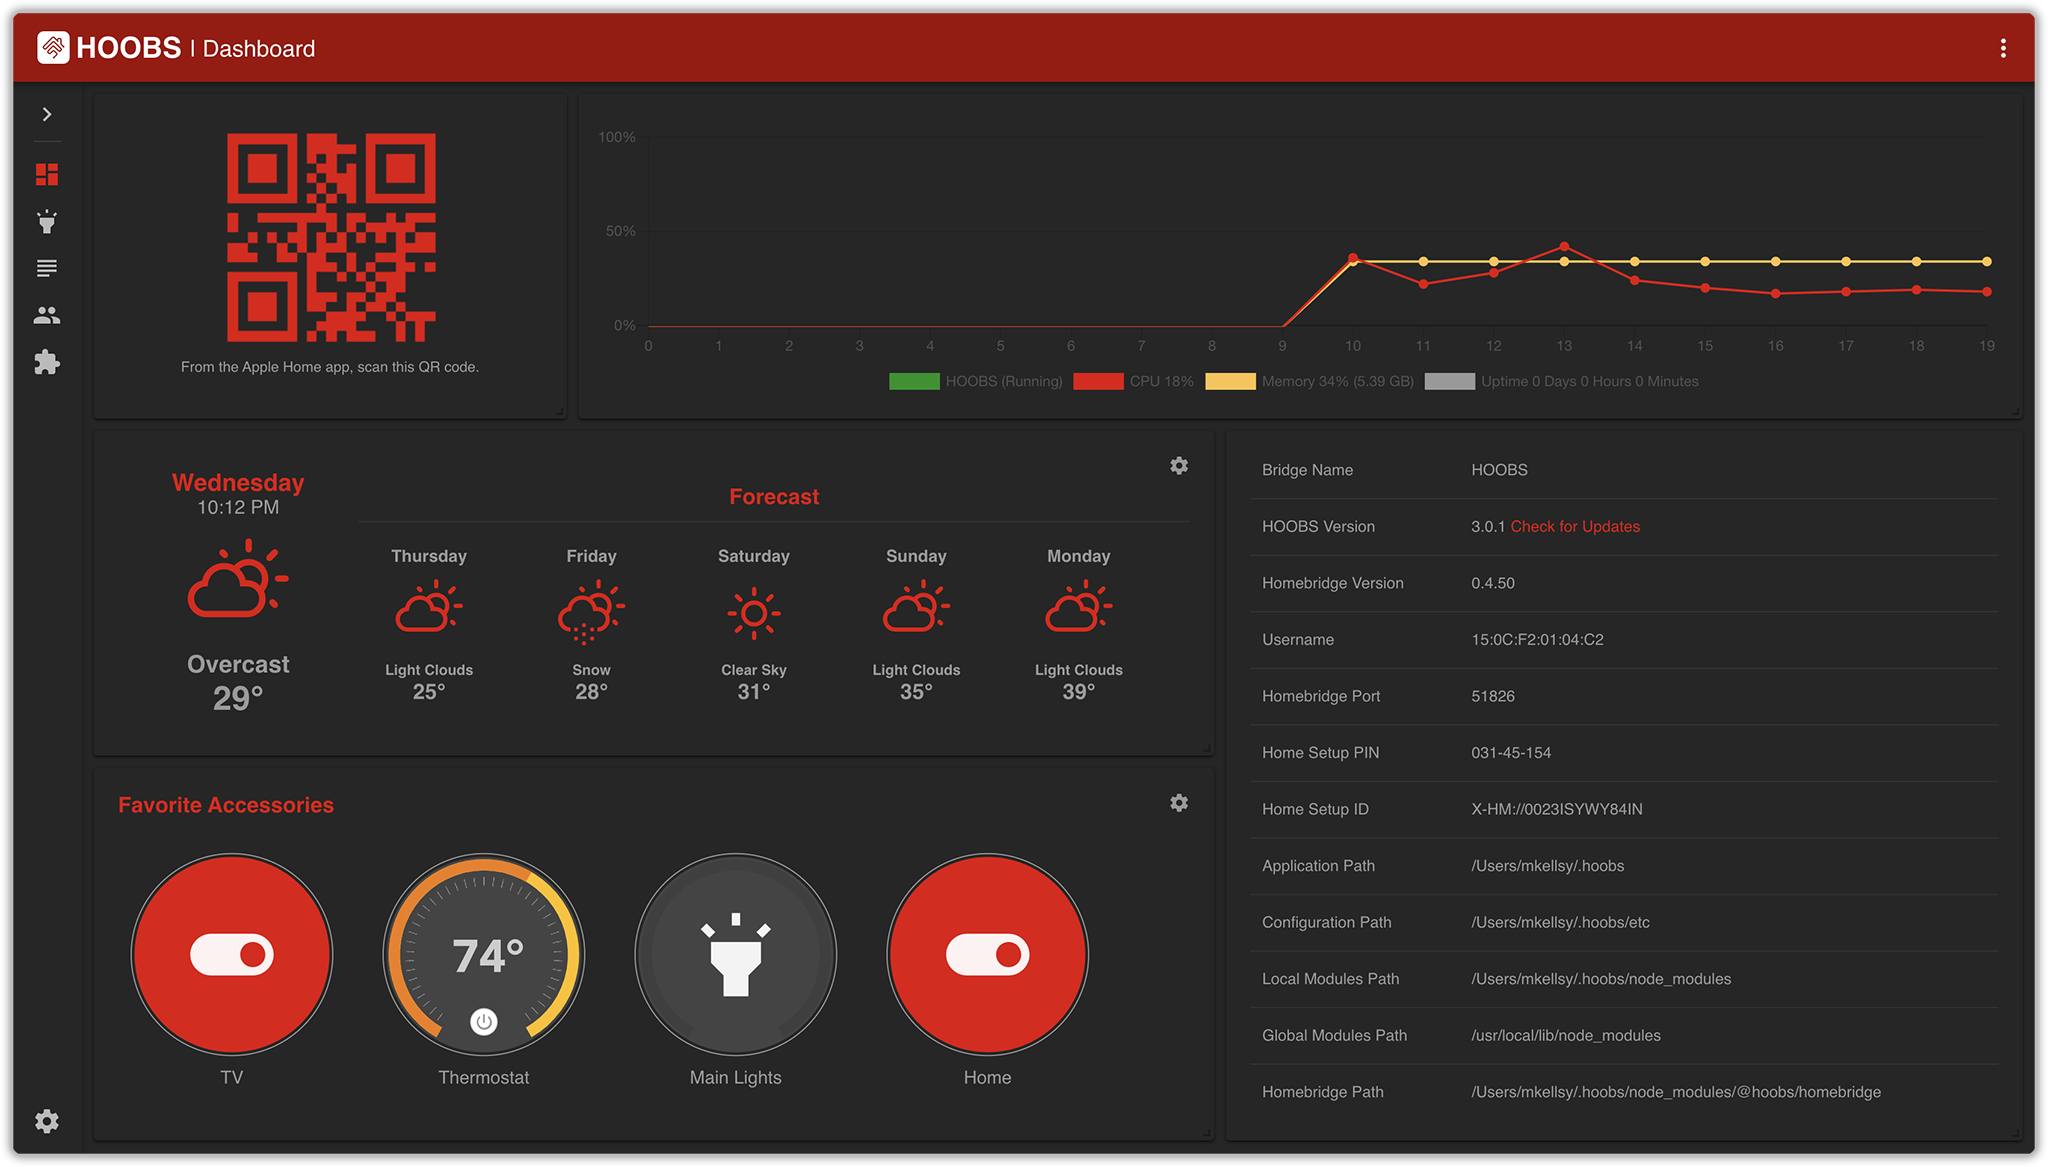 HOOBS | Dashboard
From the Apple Home app, scan this QR code.
100%
50%
0%
0 1 2 3 4 5 6 7 8 9 10 11 12 13 14 15 16 17 18 19
HOOBS (Running) CPU 18% Memory 34% (5.39 GB) Uptime 0 Days 0 Hours 0 Minutes
Wednesday
10:12 PM
Overcast
29°
Forecast
Thursday Friday Saturday Sunday Monday
Light Clouds Snow Clear Sky Light Clouds Light Clouds
25° 28° 31° 35° 39°
Favorite Accessories
74°
TV Thermostat Main Lights Home
Bridge Name HOOBS
HOOBS Version 3.0.1 Check for Updates
Homebridge Version 0.4.50
Username 15:0C:F2:01:04:C2
Homebridge Port 51826
Home Setup PIN 031-45-154
Home Setup ID X-HM://0023ISYWY84IN
Application Path /Users/mkellsy/.hoobs
Configuration Path /Users/mkellsy/.hoobs/etc
Local Modules Path /Users/mkellsy/.hoobs/node_modules
Global Modules Path /usr/local/lib/node_modules
Homebridge Path /Users/mkellsy/.hoobs/node_modules/@hoobs/homebridge